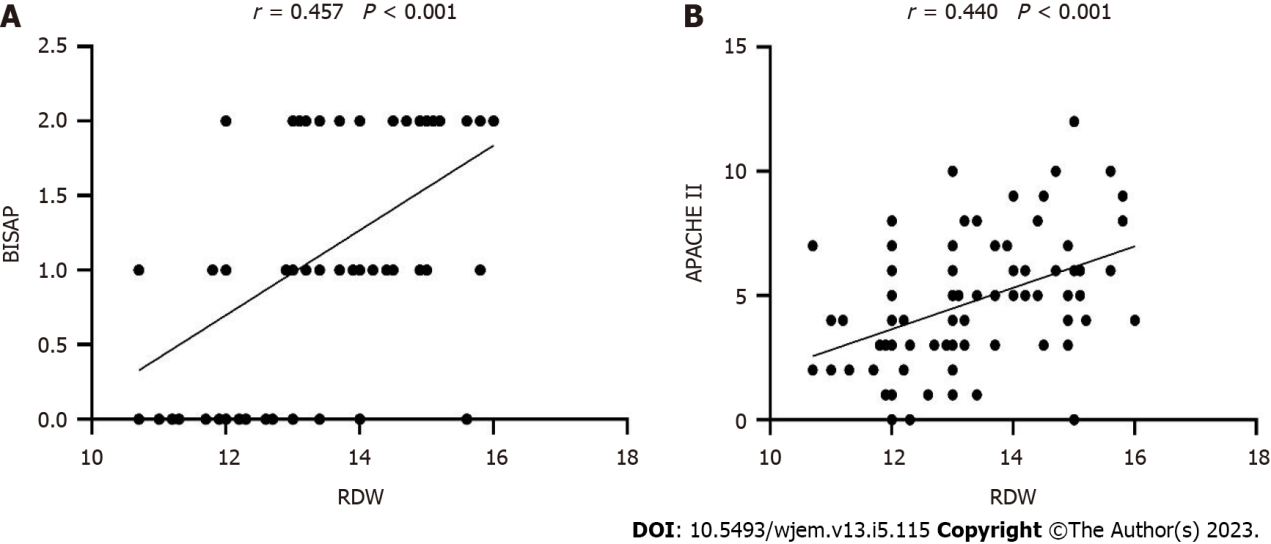 A
r = 0.457 P < 0.001
2.5
2.0
1.5
1.0
0.5
0.0
BISAP
10 12 14 16 18
RDW
B
r = 0.440 P < 0.001
15
10
5
0
APACHE II
10 12 14 16 18
RDW
DOI: 10.5493/wjem.v13.i5.115 Copyright ©The Author(s) 2023.